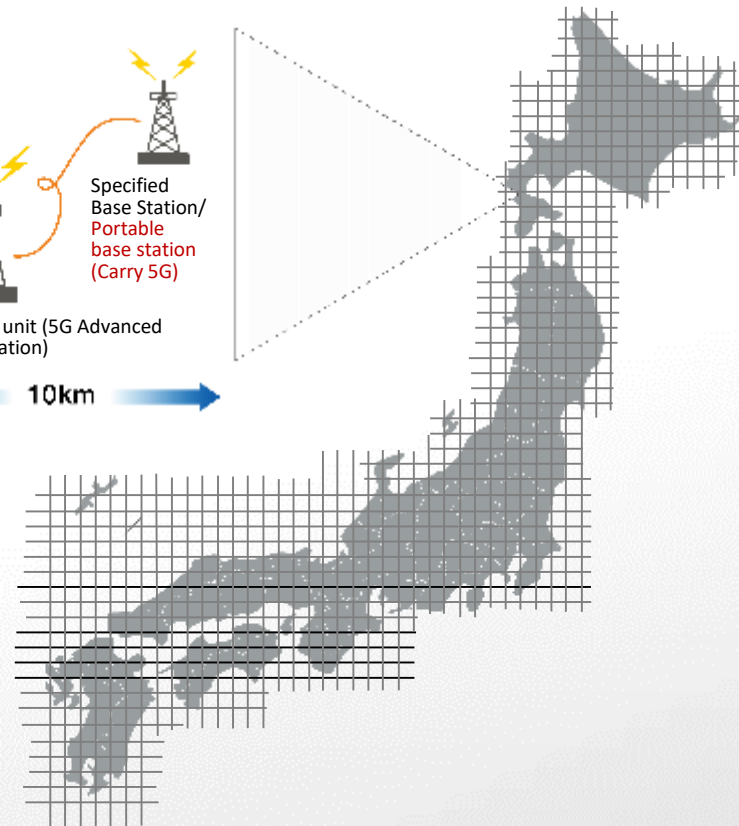 Specified
Base Station/
Portable
base station
(Carry 5G)
unit (5G Advanced
ation)
10km